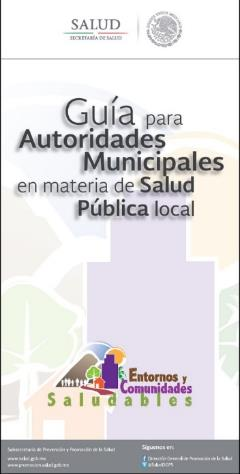 SALUD
SECRETARÍA DE SALUD
Guía para
Autoridades
Municipales
en materia de Salud
Pública local
Entornos y
Comunidades
Saludables
Subsecretaría de Prevención y Promoción de la Salud
www.salud.gob.mx
www.promocion.salud.gob.mx
Síguenos en:
Dirección General de Promoción de la Salud